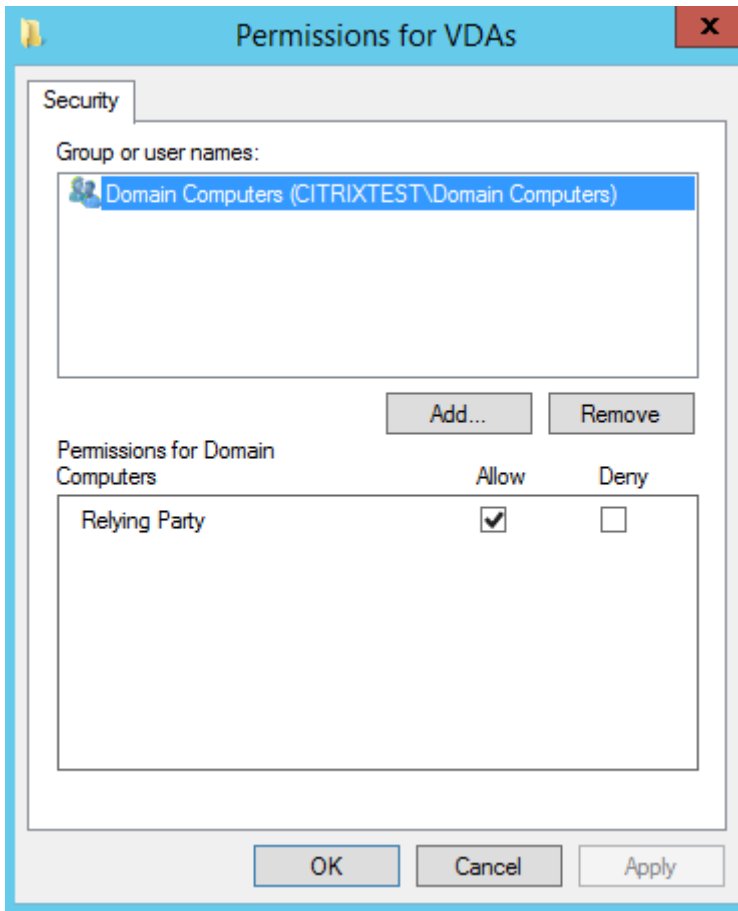 Permissions for VDAs
x
Security
Group or user names:
Domain Computers (CITRIXTEST\Domain Computers)
Add...
Remove
Permissions for Domain
Computers
Allow
Deny
Relying Party
OK
Cancel
Apply